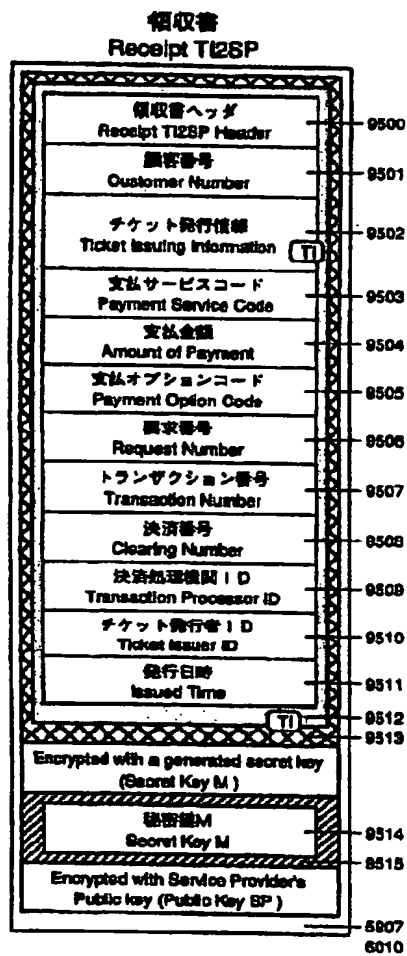 領収書
Receipt TI2SP
領収書ヘッダ
Receipt TI2SP Header
9500
顧客番号
Customer Number
9501
チケット発行情報
Ticket Issuing Information
TI
9502
支払サービスコード
Payment Service Code
9503
支払金額
Amount of Payment
9504
支払オプションコード
Payment Option Code
9505
要求番号
Request Number
9506
トランザクション番号
Transaction Number
9507
決済番号
Clearing Number
9508
決済処理機関ID
Transaction Processor ID
9509
チケット発行者ID
Ticket Issuer ID
9510
発行日時
Issued Time
9511
TI
9512
9513
Encrypted with a generated secret key
(Secret Key M )
秘密鍵M
Secret Key M
9514
9515
Encrypted with Service Provider's
Public key (Public Key SP )
5907
6010